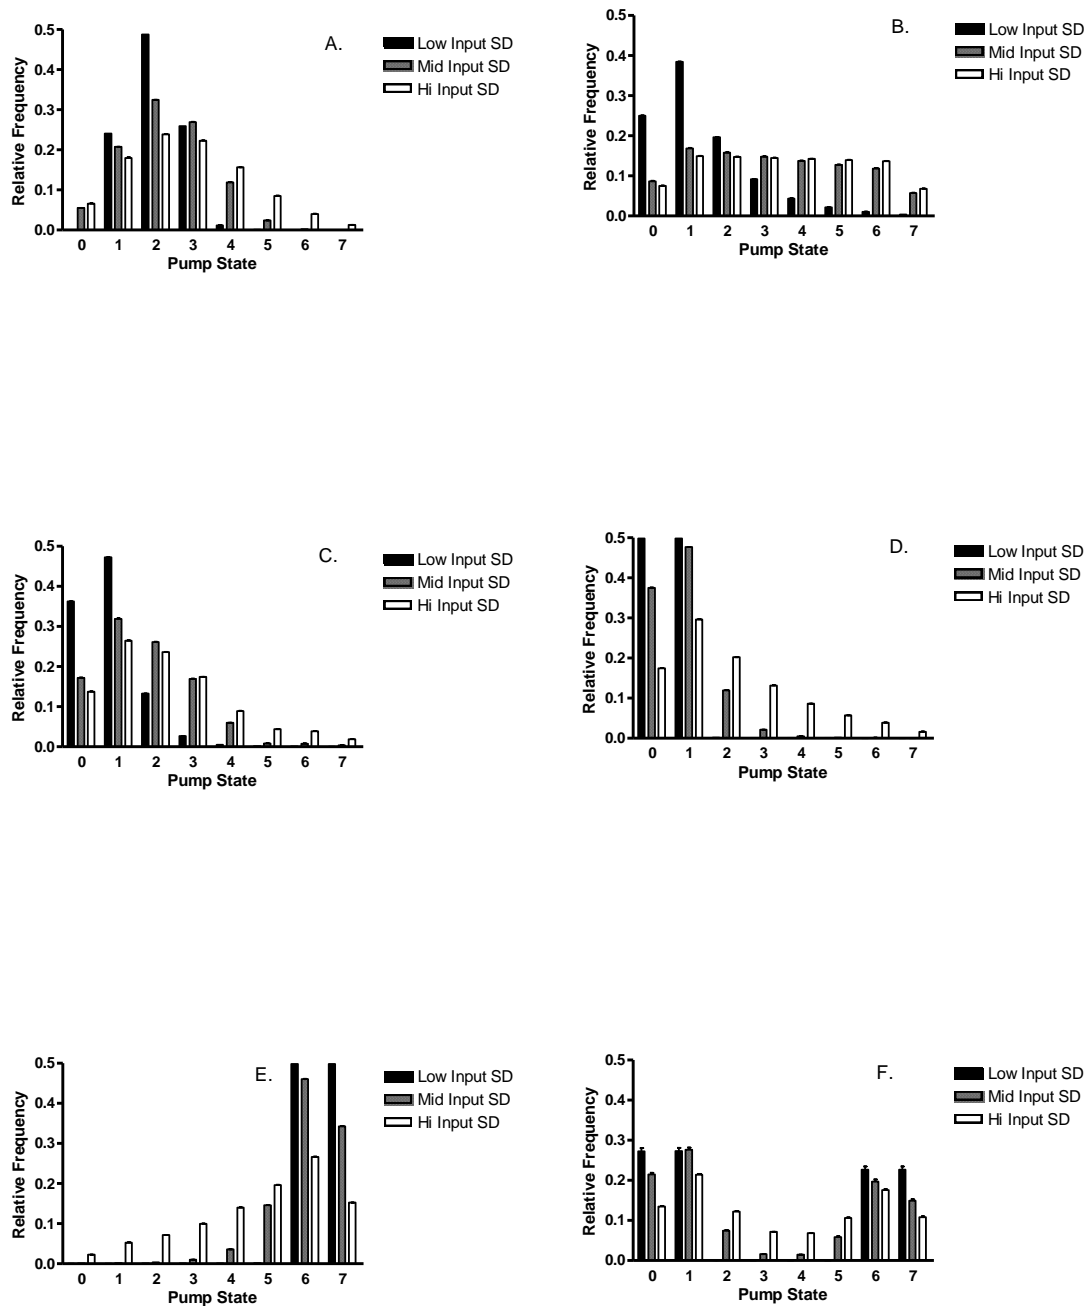 A.
Low Input SD
Mid Input SD
Hi Input SD
Relative Frequency
0.5
0.4
0.3
0.2
0.1
0.0
0 1 2 3 4 5 6 7
Pump State
B.
Low Input SD
Mid Input SD
Hi Input SD
Relative Frequency
0.5
0.4
0.3
0.2
0.1
0.0
0 1 2 3 4 5 6 7
Pump State
C.
Low Input SD
Mid Input SD
Hi Input SD
Relative Frequency
0.5
0.4
0.3
0.2
0.1
0.0
0 1 2 3 4 5 6 7
Pump State
D.
Low Input SD
Mid Input SD
Hi Input SD
Relative Frequency
0.5
0.4
0.3
0.2
0.1
0.0
0 1 2 3 4 5 6 7
Pump State
E.
Low Input SD
Mid Input SD
Hi Input SD
Relative Frequency
0.5
0.4
0.3
0.2
0.1
0.0
0 1 2 3 4 5 6 7
Pump State
F.
Low Input SD
Mid Input SD
Hi Input SD
Relative Frequency
0.5
0.4
0.3
0.2
0.1
0.0
0 1 2 3 4 5 6 7
Pump State